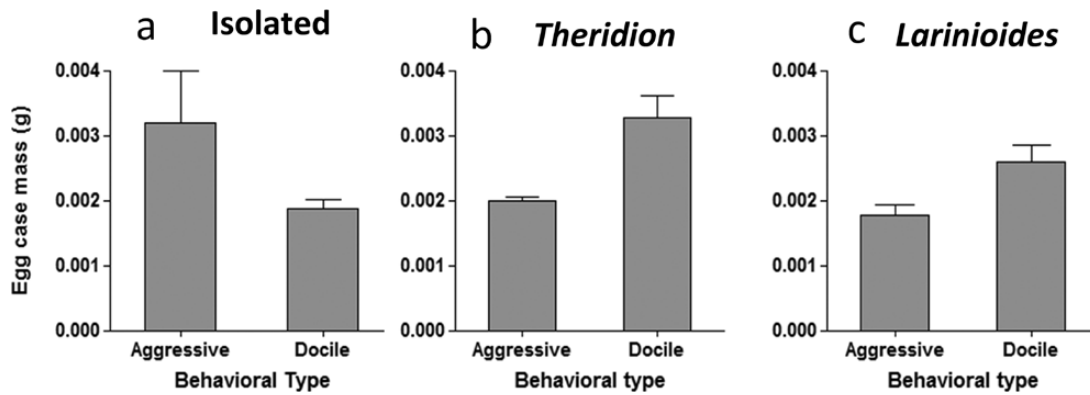 a Isolated
Egg case mass (g)
0.004
0.003
0.002
0.001
0.000
Aggressive Docile
Behavioral Type
b Theridion
0.004
0.003
0.002
0.001
0.000
Aggressive Docile
Behavioral type
c Larinioides
0.004
0.003
0.002
0.001
0.000
Aggressive Docile
Behavioral type